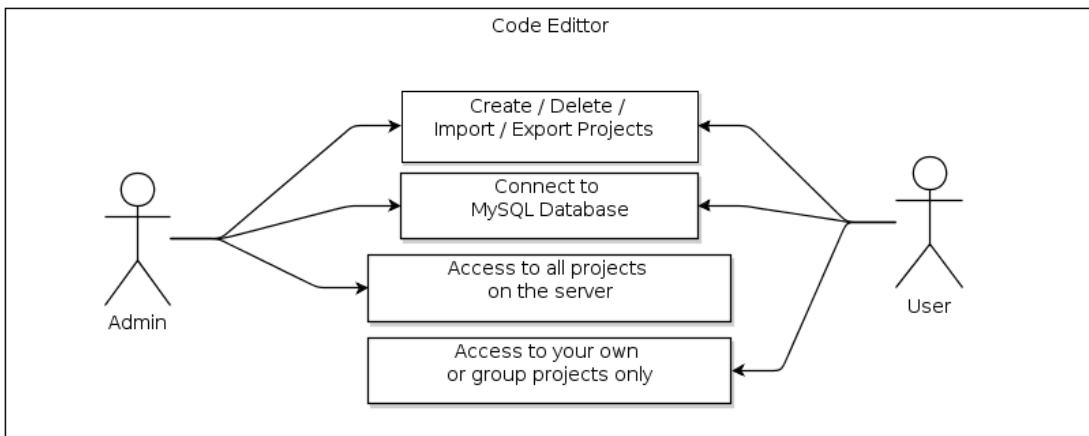 Code Edittor
Create / Delete /
Import / Export Projects
Connect to
MySQL Database
Access to all projects
on the server
Access to your own
or group projects only
Admin
User